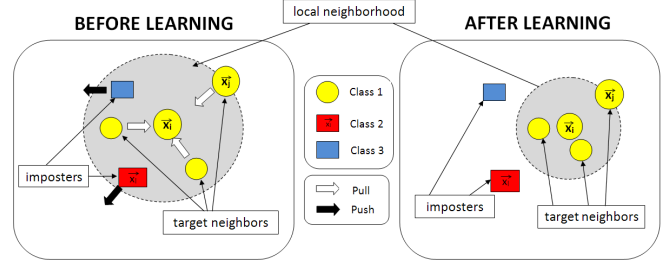 BEFORE LEARNING
local neighborhood
AFTER LEARNING
xj
xi
xl
imposters
target neighbors
Class 1
xl
Class 2
Class 3
Pull
Push
xj
xi
xl
imposters
target neighbors